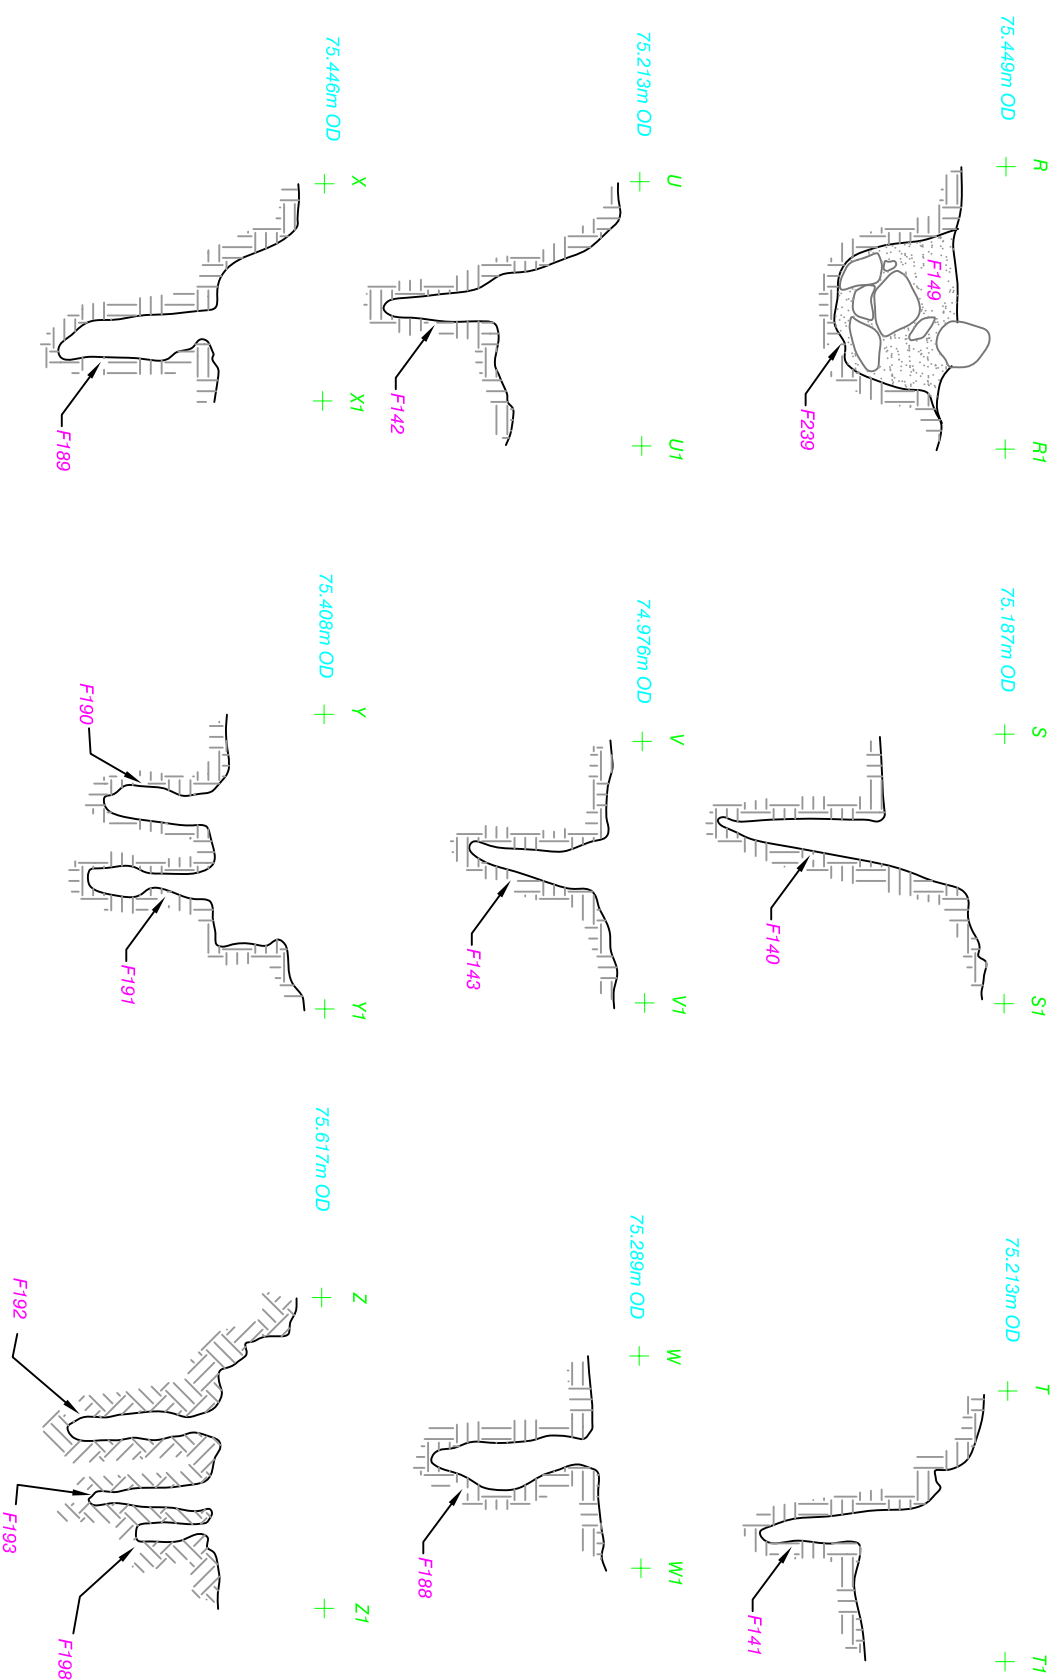 R R1
75.449m OD
F149
F239
S S1
75.187m OD
F140
T T1
75.213m OD
F141
U U1
75.213m OD
F142
V V1
74.976m OD
F143
W W1
75.289m OD
F188
X X1
75.446m OD
F189
Y Y1
75.408m OD
F190
F191
Z Z1
75.617m OD
F192
F193
F198